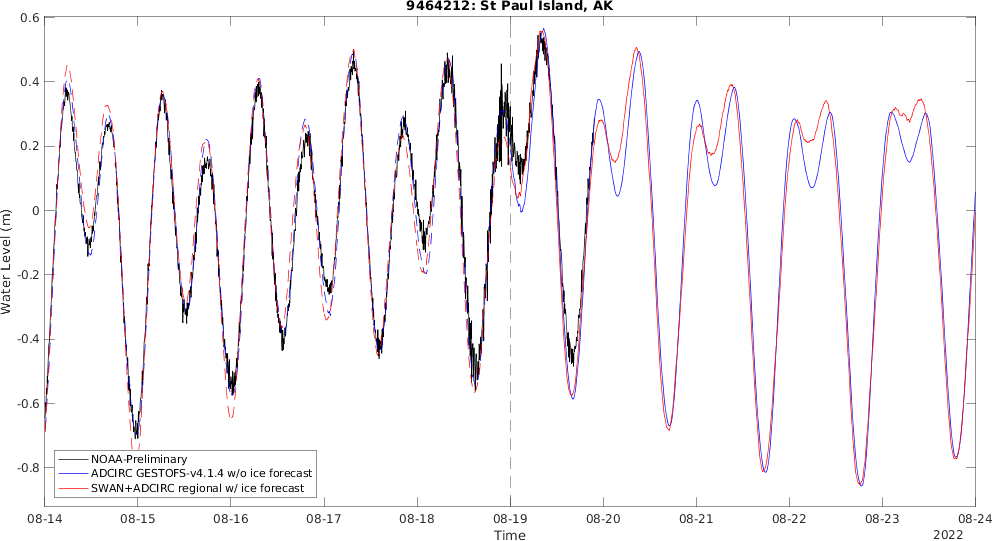 9464212: St Paul Island, AK
0.6
0.4
0.2
0
-0.2
-0.4
-0.6
-0.8
Water Level (m)
NOAA-Preliminary
ADCIRC GESTOFS-v4.1.4 w/o ice forecast
SWAN+ADCIRC regional w/ ice forecast
08-14 08-15 08-16 08-17 08-18 08-19 08-20 08-21 08-22 08-23 08-24
Time
2022